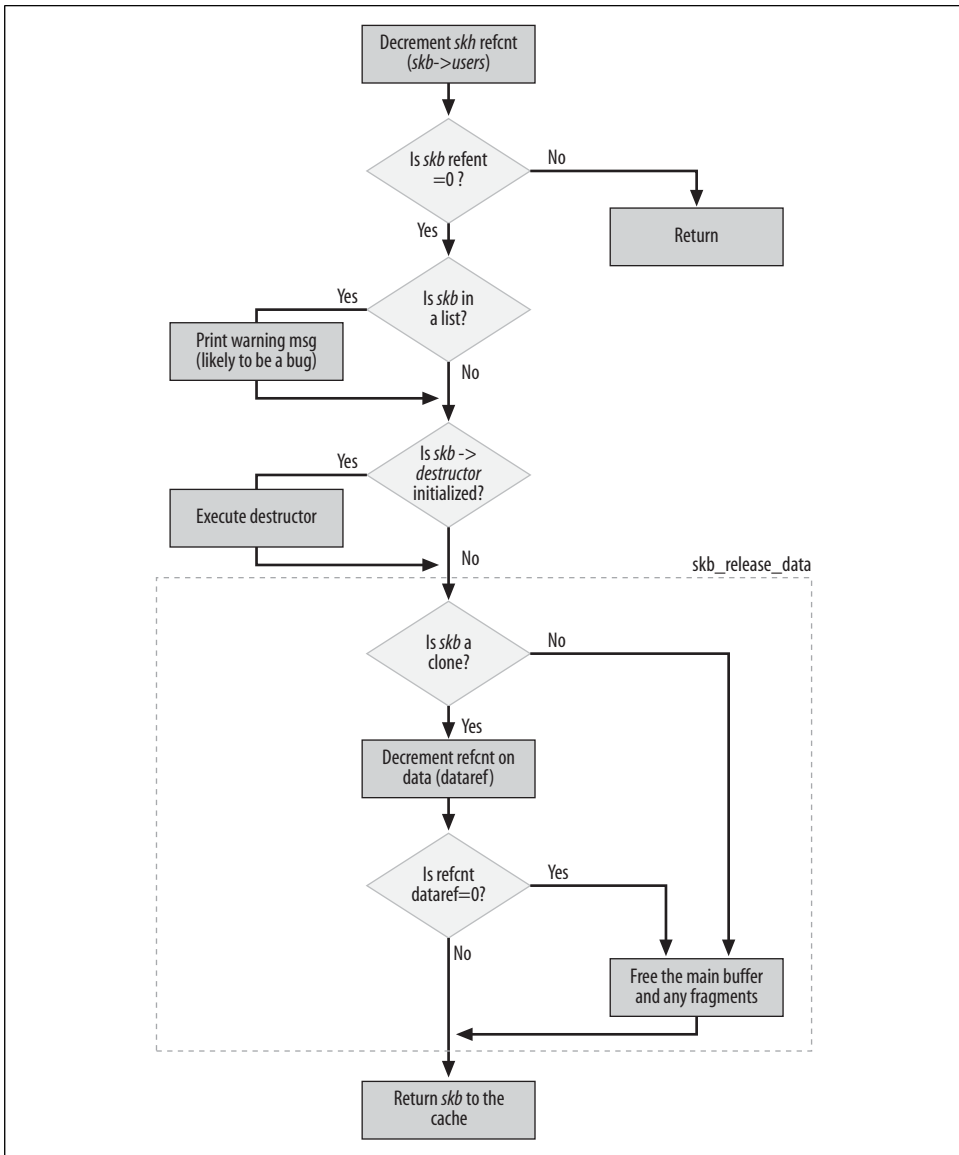 Decrement skh refcnt
(skb->users)
Is skb refent
=0 ?
No
Return
Yes
Is skb in
a list?
Yes
Print warning msg
(likely to be a bug)
No
Is skb ->
destructor
initialized?
Yes
Execute destructor
No
skb_release_data
Is skb a
clone?
No
Yes
Decrement refcnt on
data (dataref)
Is refcnt
dataref=0?
Yes
No
Free the main buffer
and any fragments
Return skb to the
cache